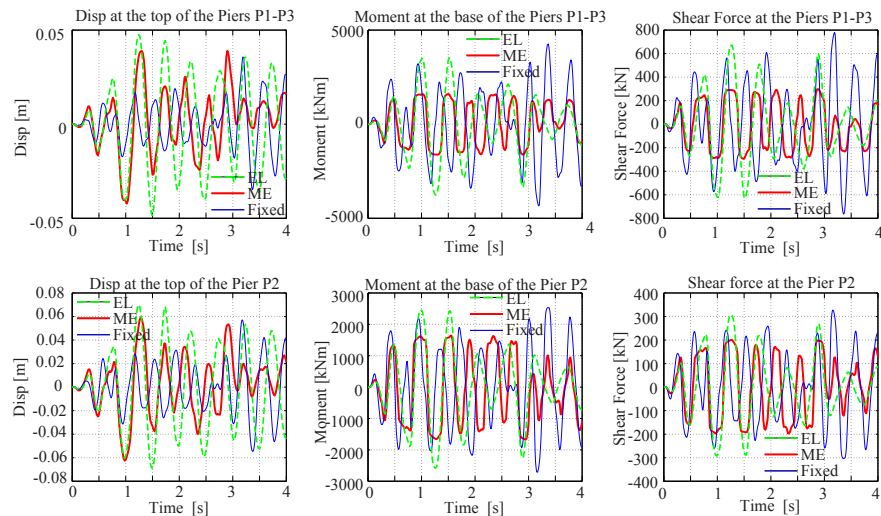 Disp at the top of the Piers P1-P3
Moment at the base of the Piers P1-P3
Shear Force at the Piers P1-P3
0.05
0
-0.05
Disp [m]
EL
ME
Fixed
0 1 2 3 4
Time [s]
5000
0
-5000
Moment [kNm]
EL
ME
Fixed
0 1 2 3 4
Time [s]
800
600
400
200
0
-200
-400
-600
-800
Shear Force [kN]
EL
ME
Fixed
0 1 2 3 4
Time [s]
Disp at the top of the Pier P2
Moment at the base of the Pier P2
Shear force at the Pier P2
0.08
0.06
0.04
0.02
0
-0.02
-0.04
-0.06
0.08
Disp [m]
EL
ME
Fixed
0 1 2 3 4
Time [s]
3000
2000
1000
0
-1000
-2000
-3000
Moment [kNm]
EL
ME
Fixed
0 1 2 3 4
Time [s]
400
300
200
100
0
-100
-200
-300
-400
Shear Force [kN]
EL
ME
Fixed
0 1 2 3 4
Time [s]